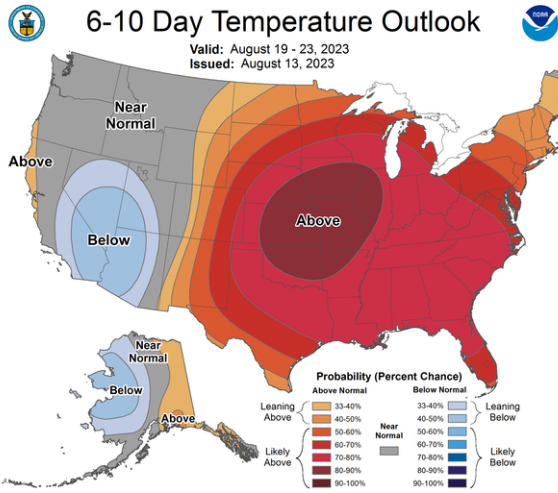 6-10 Day Temperature Outlook
NOAA
Valid: August 19 - 23, 2023
Issued: August 13, 2023
Near
Normal
Above
Below
Above
Near
Normal
Below
Above
Probability (Percent Chance)
Above Normal
Below Normal
Leaning
Above
33-40%
40-50%
Likely
Above
50-60%
60-70%
70-80%
80-90%
90-100%
Near
Normal
33-40%
40-50%
Leaning
Below
50-60%
60-70%
70-80%
80-90%
90-100%
Likely
Below